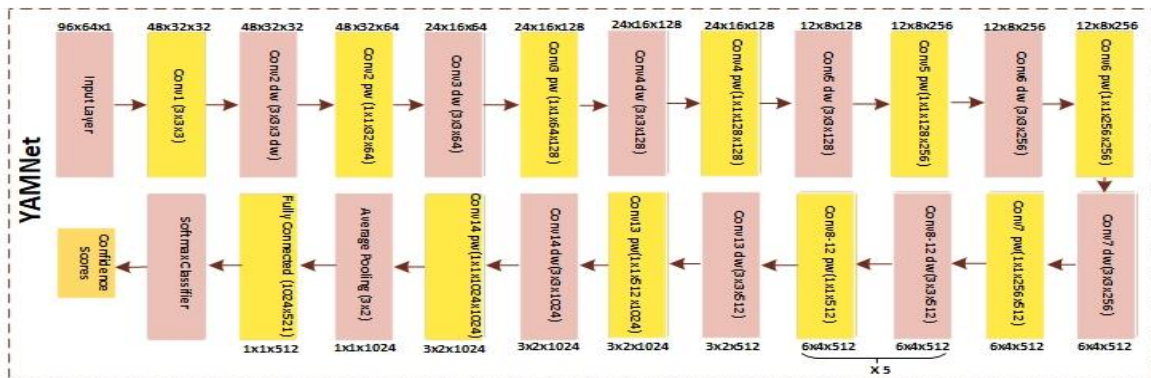 YAMNet
96x64x1
48x32x32
48x32x32
48x32x64
24x16x64
24x16x128
24x16x128
24x16x128
12x8x128
12x8x256
12x8x256
12x8x256
Input Layer
Conv1 (3x3x3)
Conv2 dw (3x3x3 dw)
Conv2 pw (1x1x32x64)
Conv3 dw (3x3x64)
Conv3 pw (1x1x64x128)
Conv4 dw (3x3x128)
Conv4 pw(1x1x128x128)
Conv5 dw (3x3x128)
Conv5 pw(1x1x128x256)
Conv6 dw (3x3x256)
Conv6 pw(1x1x256x256)
Confidence
Scores
Softmax Classifier
Fully Connected (1024x521)
Average Pooling (3x2)
Conv14 pw(1x1x1024x1024)
Conv14 dw(3x3x1024)
Conv13 pw(1x1x512x1024)
Conv13 dw(3x3x512)
Conv8-12 pw(1x1x512)
Conv8-12 dw(3x3x512)
Conv7 pw(1x1x256x512)
Conv7 dw(3x3x256)
1x1x512
1x1x1024
3x2x1024
3x2x1024
3x2x1024
3x2x512
6x4x512
6x4x512
6x4x512
6x4x512
X 5